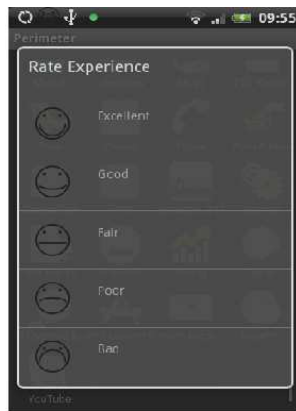 09:55
Perimeter
Rate Experience
Excellent
Good
Fair
Poor
Bad
YouTube